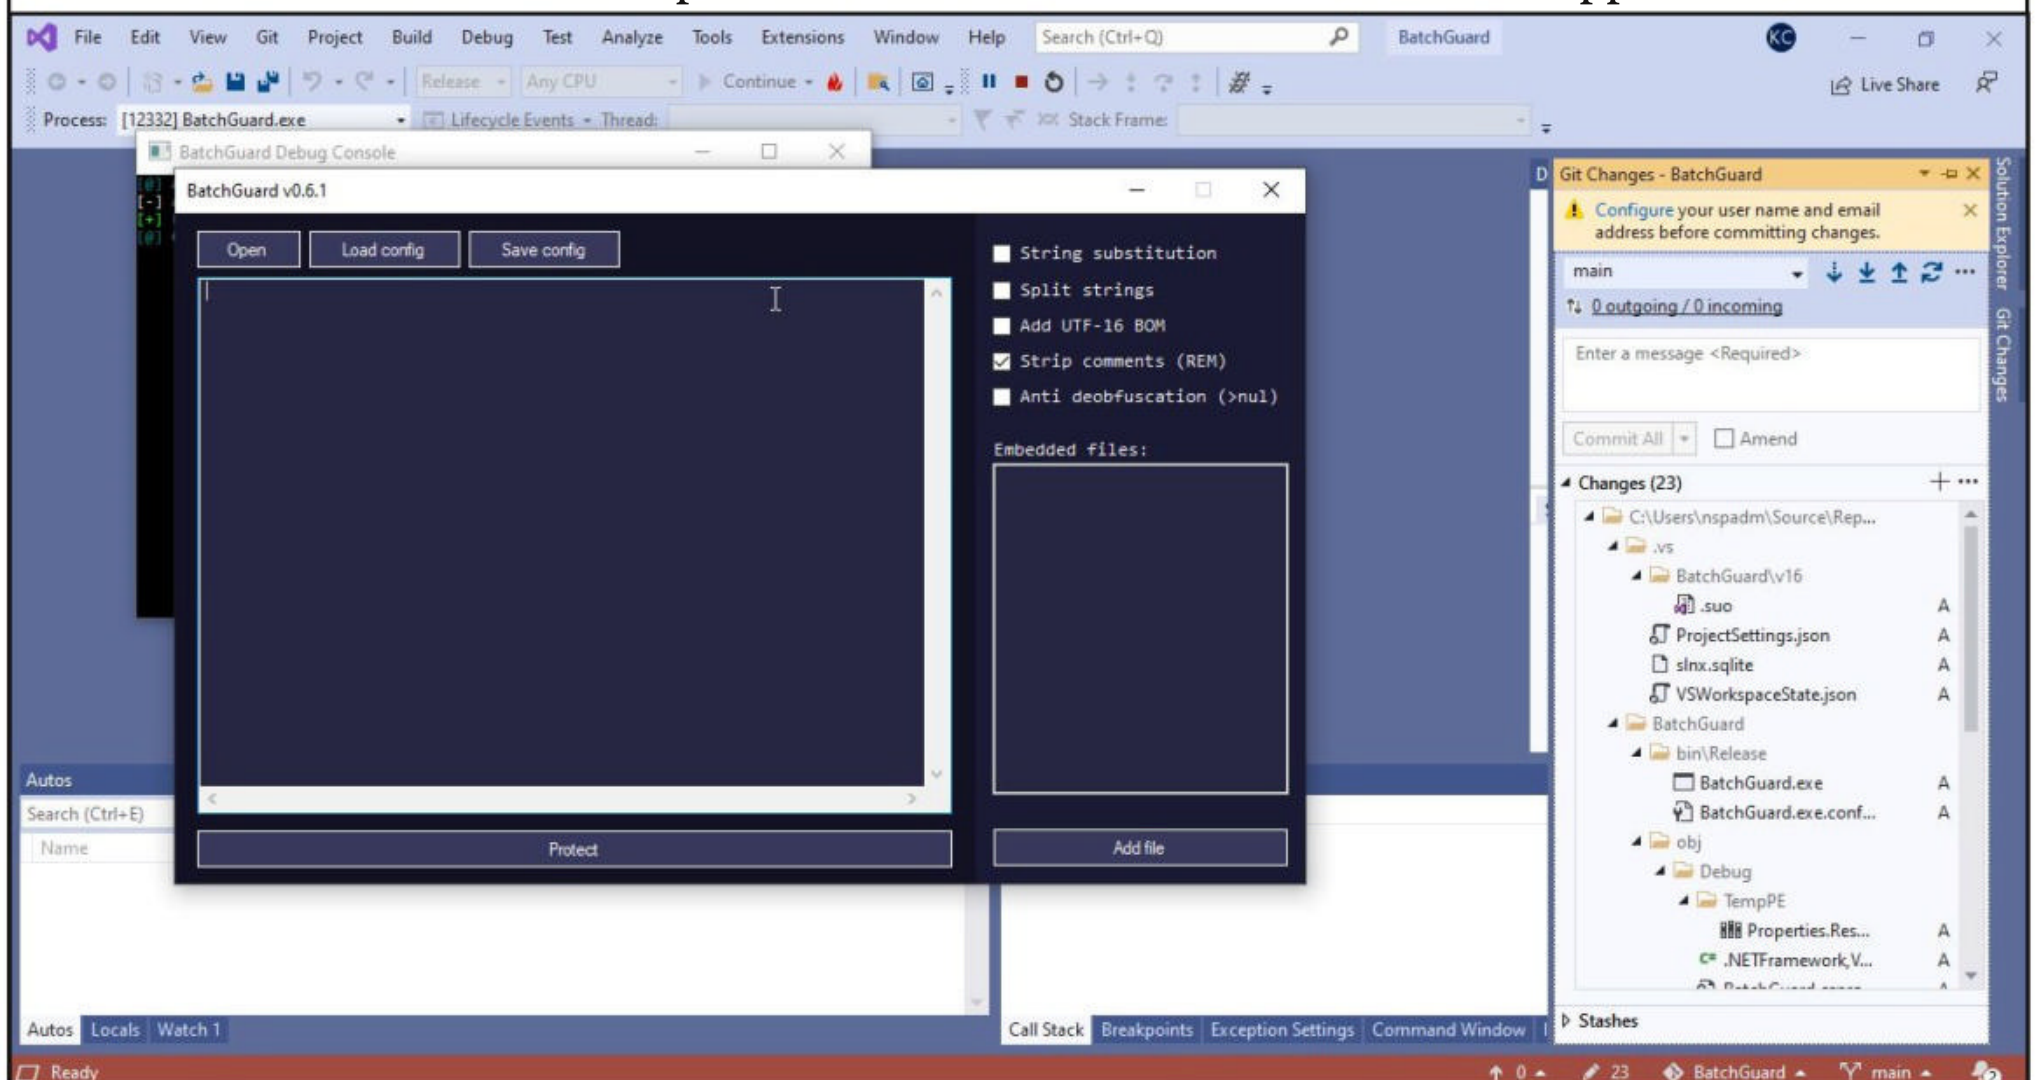 File Edit View Git Project Build Debug Test Analyze Tools Extensions Window Help Search (Ctrl+Q) BatchGuard KC
Release Any CPU Continue Live Share
Process: [12332] BatchGuard.exe Lifecycle Events Thread: Stack Frame:
BatchGuard Debug Console
BatchGuard v0.6.1
Open Load config Save config
String substitution
Split strings
Add UTF-16 BOM
Strip comments (REM)
Anti deobfuscation (>nul)
Embedded files:
Protect
Add file
[@]
[-]
[+]
[@]
Git Changes - BatchGuard
Configure your user name and email
address before committing changes.
main
0 outgoing / 0 incoming
Enter a message <Required>
Commit All Amend
Changes (23)
C:\Users\nspadm\Source\Rep...
.vs
BatchGuard\v16
.suo A
ProjectSettings.json A
slnx.sqlite A
VSWorkspaceState.json A
BatchGuard
bin\Release
BatchGuard.exe A
BatchGuard.exe.conf... A
obj
Debug
TempPE
Properties.Res... A
.NETFramework,V... A
Stashes
Solution Explorer
Git Changes
Autos
Search (Ctrl+E)
Name
Autos Locals Watch 1
Call Stack Breakpoints Exception Settings Command Window
Ready 0 23 BatchGuard main 2